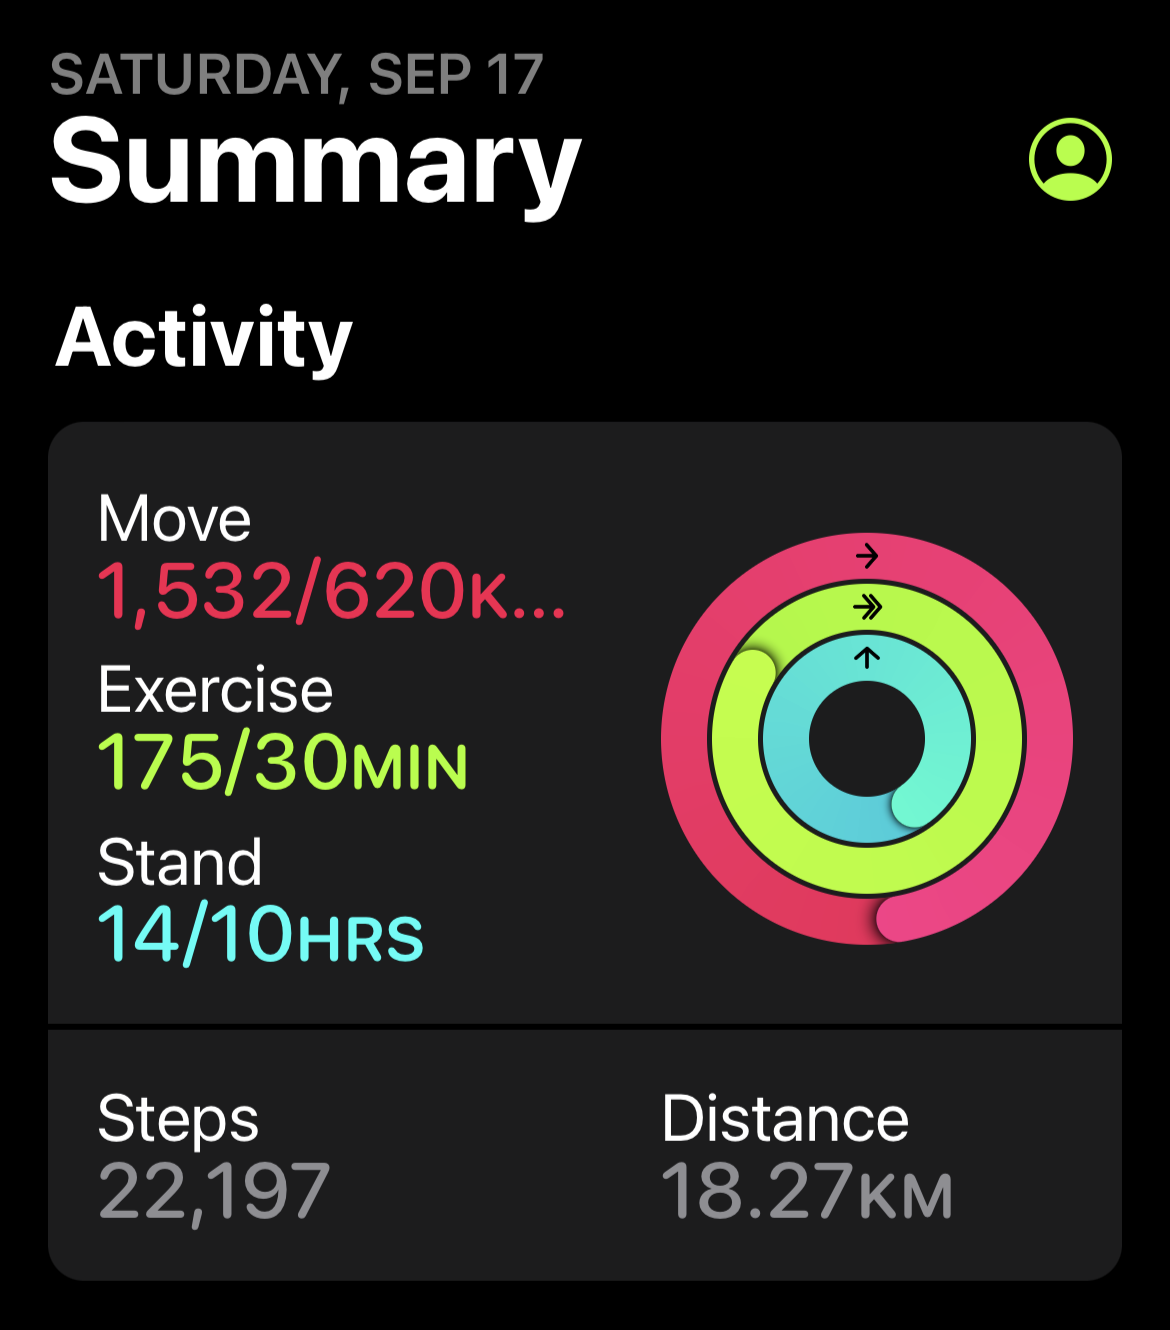 SATURDAY, SEP 17
Summary
Activity
Move
1,532/620K...
Exercise
175/30MIN
Stand
14/10HRS
Steps
22,197
Distance
18.27KM